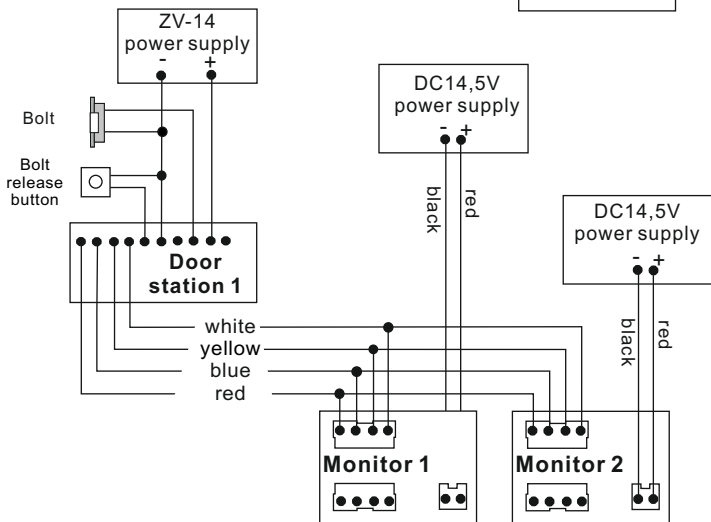 ZV-14
power supply
- +
Bolt
Bolt
release
button
Door
station 1
DC14,5V
power supply
- +
black
red
DC14,5V
power supply
- +
black
red
white
yellow
blue
red
Monitor 1
Monitor 2